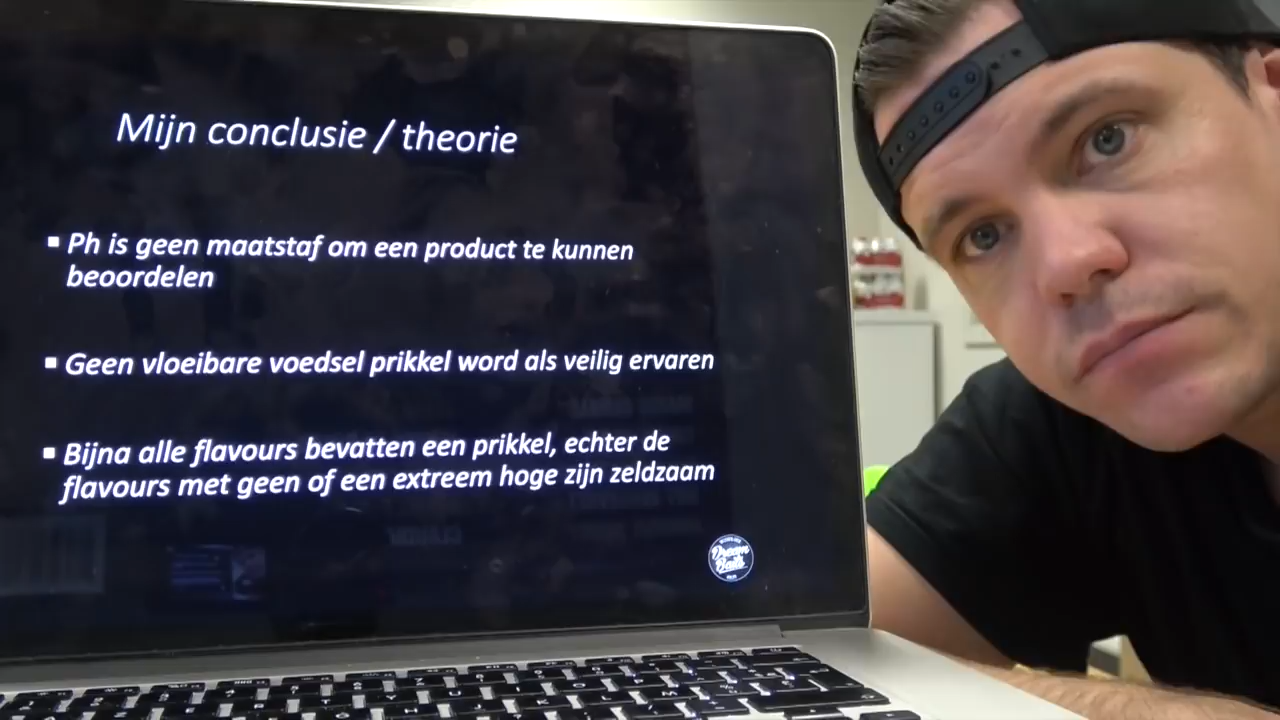 Mijn conclusie / theorie
▪ Ph is geen maatstaf om een product te kunnen
beoordelen
▪ Geen vloeibare voedsel prikkel word als veilig ervaren
▪ Bijna alle flavours bevatten een prikkel, echter de
flavours met geen of een extreem hoge zijn zeldzaam
Dream
Baits